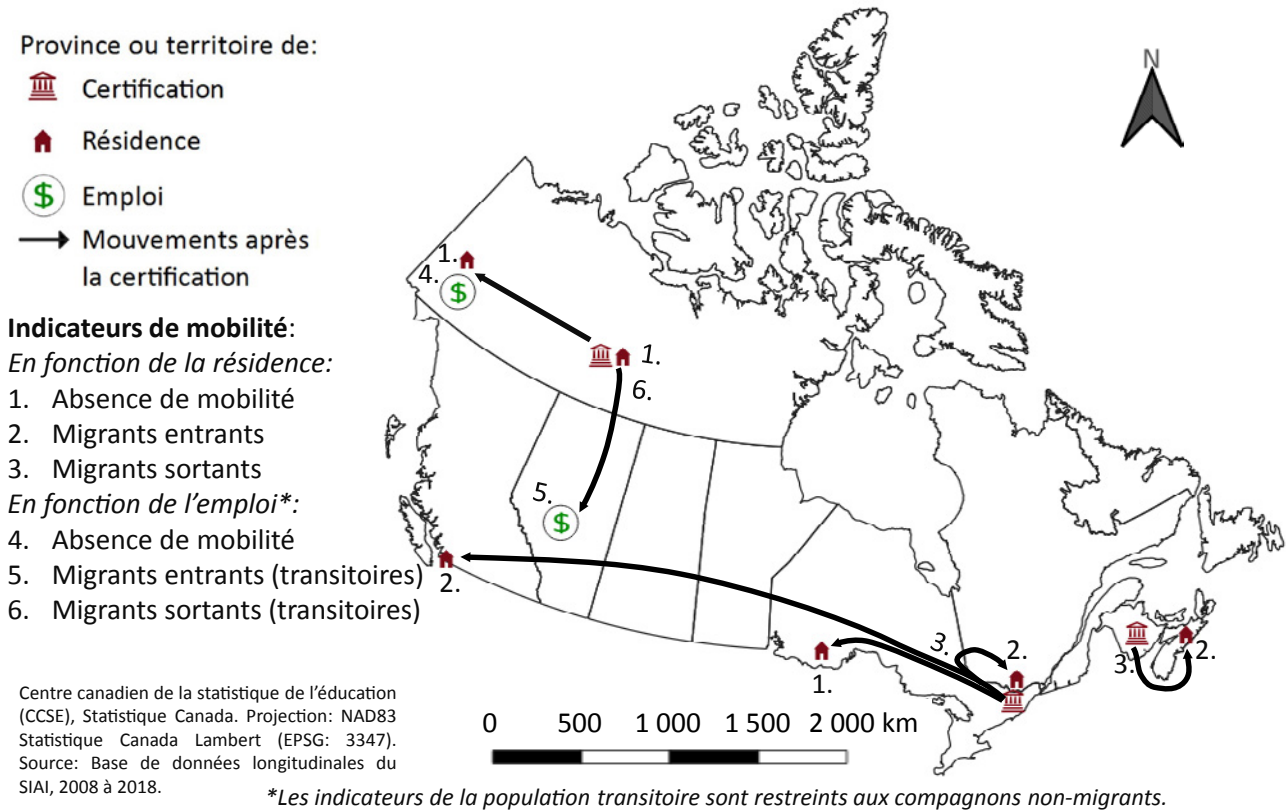 Province ou territoire de:
Certification
Résidence
Emploi
Mouvements après
la certification
Indicateurs de mobilité:
En fonction de la résidence:
1. Absence de mobilité
2. Migrants entrants
3. Migrants sortants
En fonction de l'emploi*:
4. Absence de mobilité
5. Migrants entrants (transitoires)
6. Migrants sortants (transitoires)
N
1.
4.
1.
6.
5.
2.
3.
2.
1.
3.
2.
0 500 1 000 1 500 2 000 km
Centre canadien de la statistique de l'éducation
(CCSE), Statistique Canada. Projection: NAD83
Statistique Canada Lambert (EPSG: 3347).
Source: Base de données longitudinales du
SIAI, 2008 à 2018.
*Les indicateurs de la population transitoire sont restreints aux compagnons non-migrants.